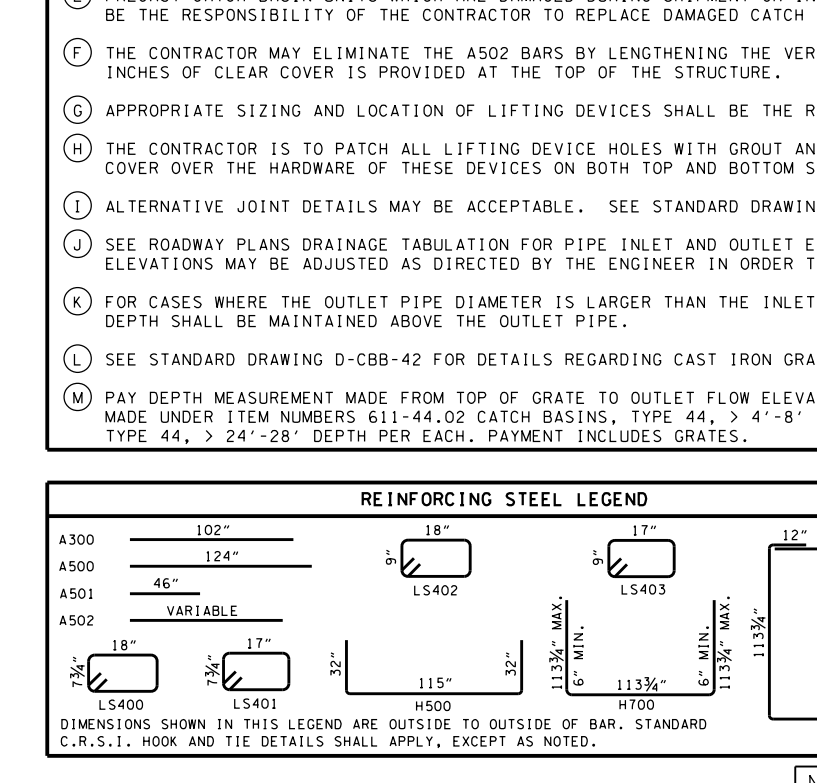 BE THE RESPONSIBILITY OF THE CONTRACTOR TO REPLACE DAMAGED CATCH
F THE CONTRACTOR MAY ELIMINATE THE A502 BARS BY LENGTHENING THE VER
INCHES OF CLEAR COVER IS PROVIDED AT THE TOP OF THE STRUCTURE.
G APPROPRIATE SIZING AND LOCATION OF LIFTING DEVICES SHALL BE THE R
H THE CONTRACTOR IS TO PATCH ALL LIFTING DEVICE HOLES WITH GROUT AN
COVER OVER THE HARDWARE OF THESE DEVICES ON BOTH TOP AND BOTTOM S
I ALTERNATIVE JOINT DETAILS MAY BE ACCEPTABLE. SEE STANDARD DRAWIN
J SEE ROADWAY PLANS DRAINAGE TABULATION FOR PIPE INLET AND OUTLET E
ELEVATIONS MAY BE ADJUSTED AS DIRECTED BY THE ENGINEER IN ORDER T
K FOR CASES WHERE THE OUTLET PIPE DIAMETER IS LARGER THAN THE INLET
DEPTH SHALL BE MAINTAINED ABOVE THE OUTLET PIPE.
L SEE STANDARD DRAWING D-CBB-42 FOR DETAILS REGARDING CAST IRON GRA
M PAY DEPTH MEASUREMENT MADE FROM TOP OF GRATE TO OUTLET FLOW ELEVA
MADE UNDER ITEM NUMBERS 611-44.02 CATCH BASINS, TYPE 44, > 4'-8'
TYPE 44, > 24'-28' DEPTH PER EACH. PAYMENT INCLUDES GRATES.
REINFORCING STEEL LEGEND
A300 102"
A500 124"
A501 46"
A502 VARIABLE
18" 9" LS402
17" 9" LS403
12"
113¾"
18" 7¾" LS400
17" 7¾" LS401
32" 115" 32" H500
113¾" MAX. 6" MIN. 113¾" 6" MIN. 113¾" MAX. H700
DIMENSIONS SHOWN IN THIS LEGEND ARE OUTSIDE TO OUTSIDE OF BAR. STANDARD
C.R.S.I. HOOK AND TIE DETAILS SHALL APPLY, EXCEPT AS NOTED.